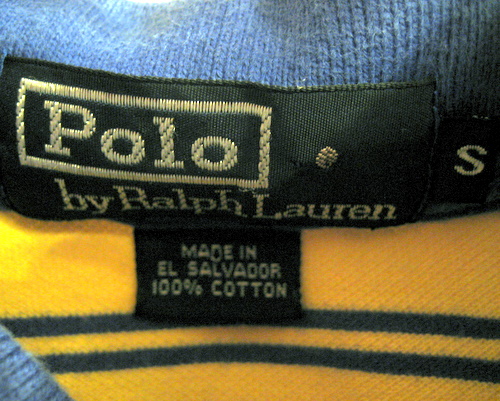 Polo
by Ralph Lauren
S
MADE IN
EL SALVADOR
100% COTTON